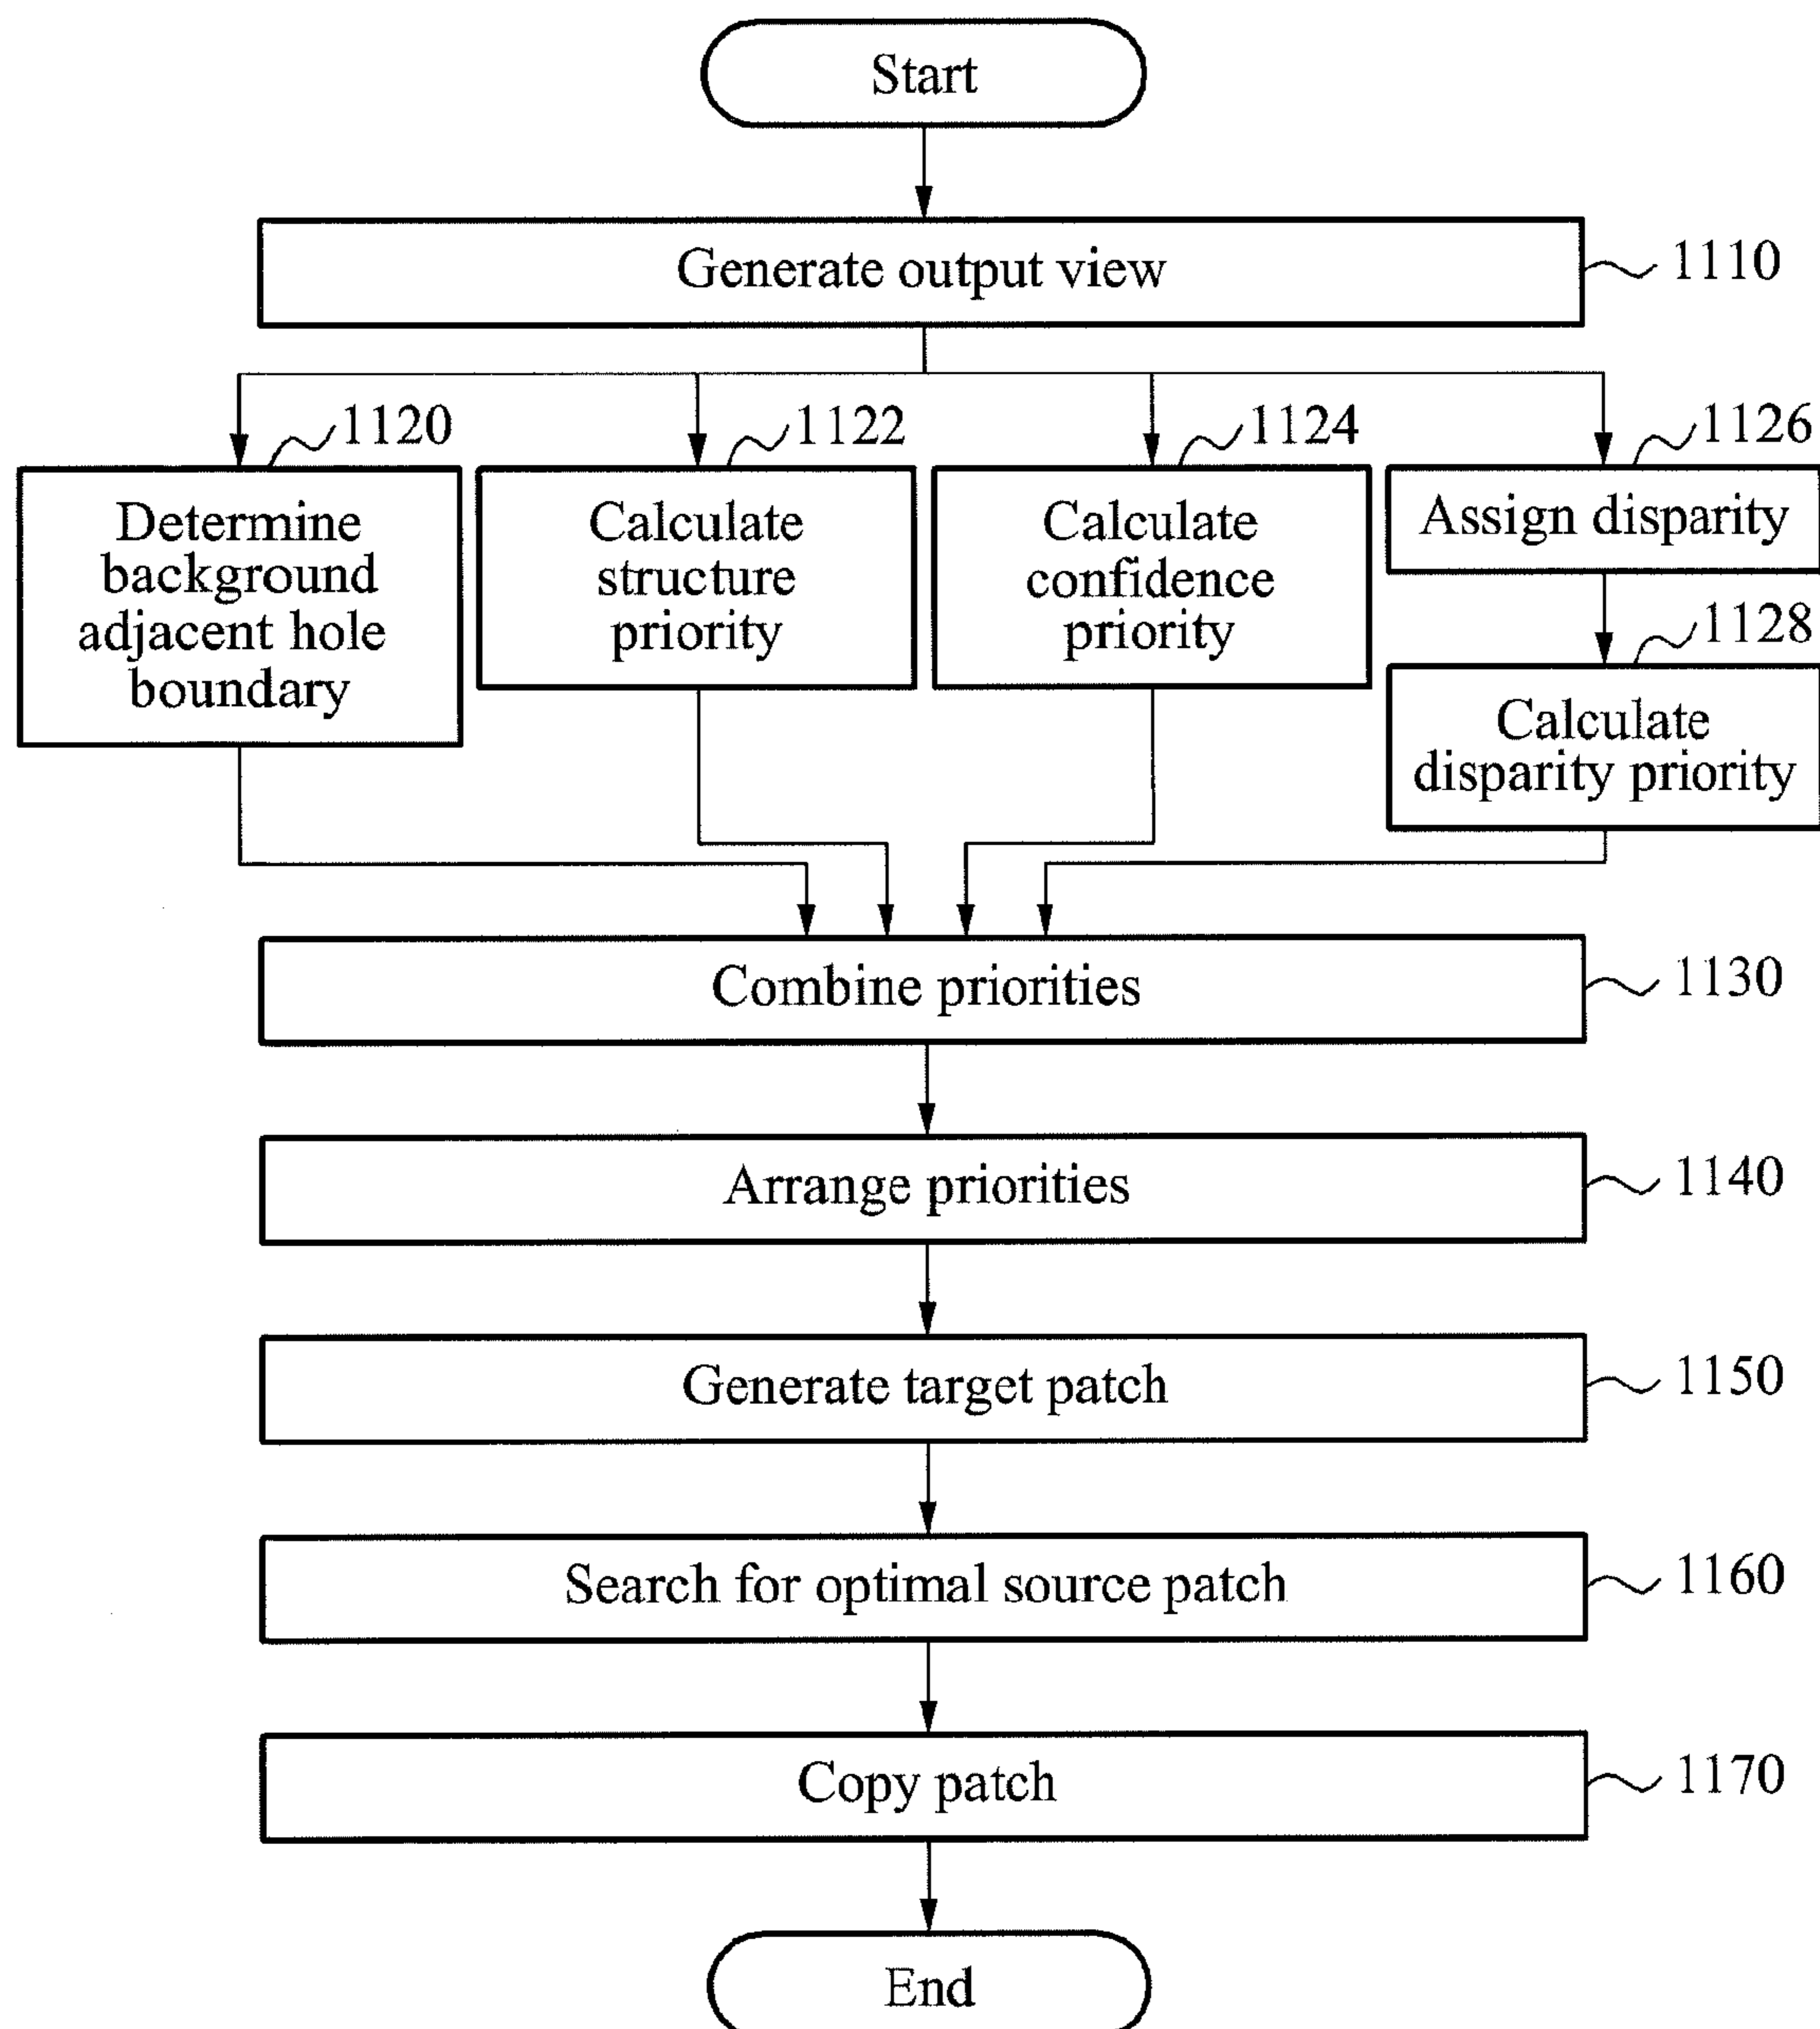 Start
Generate output view
1110
1120
1122
1124
1126
Determine
background
adjacent hole
boundary
Calculate
structure
priority
Calculate
confidence
priority
Assign disparity
1128
Calculate
disparity priority
Combine priorities
1130
Arrange priorities
1140
Generate target patch
1150
Search for optimal source patch
1160
Copy patch
1170
End